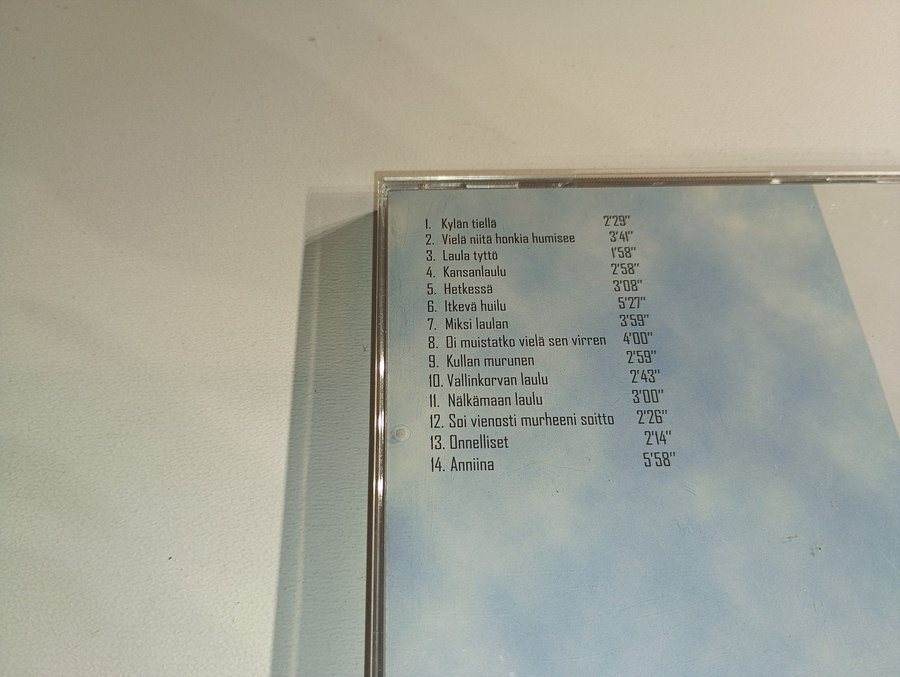 1. Kylän tiellä 2'29"
2. Vielä niitä honkia humisee 3'41"
3. Laula tyttö 1'58"
4. Kansanlaulu 2'58"
5. Hetkessä 3'08"
6. Itkevä huilu 5'27"
7. Miksi laulan 3'59"
8. Oi muistatko vielä sen virren 4'00"
9. Kullan murunen 2'59"
10. Vallinkorvan laulu 2'43"
11. Nälkämaan laulu 3'00"
12. Soi vienosti murheeni soitto 2'26"
13. Onnelliset 2'14"
14. Anniina 5'58"